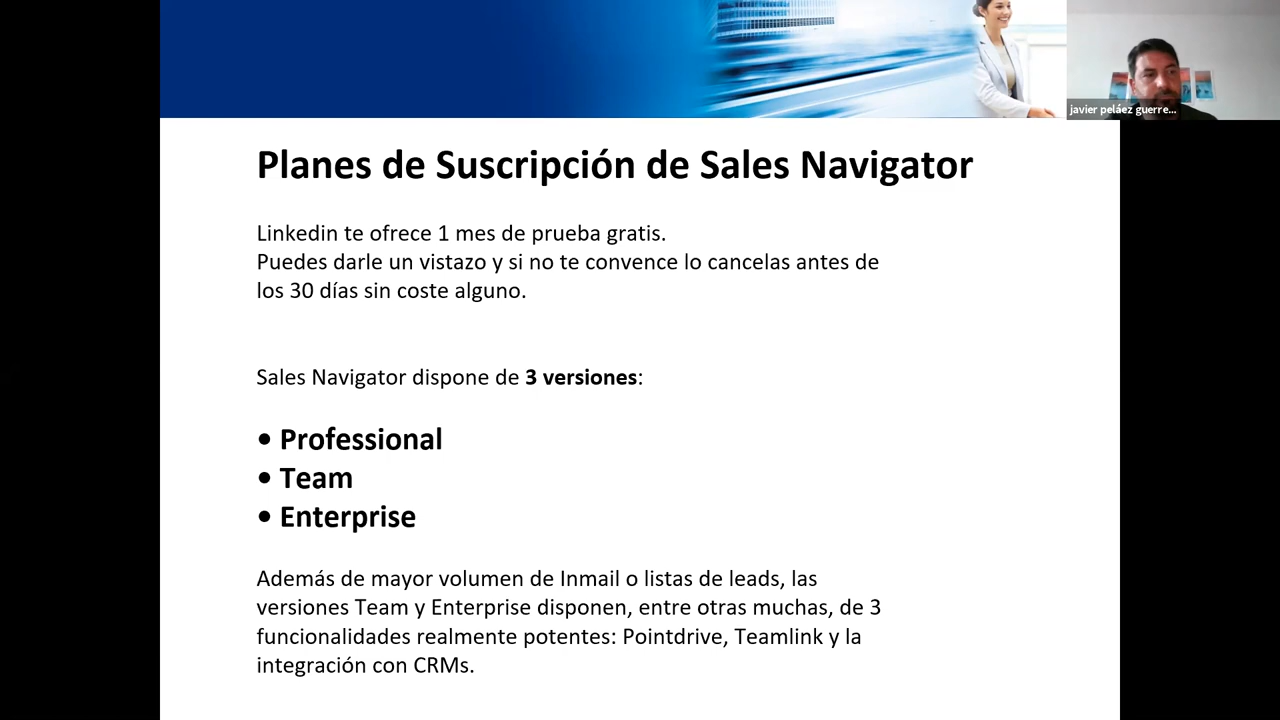 javier peláez guerre...
Planes de Suscripción de Sales Navigator
Linkedin te ofrece 1 mes de prueba gratis.
Puedes darle un vistazo y si no te convence lo cancelas antes de
los 30 días sin coste alguno.
Sales Navigator dispone de 3 versiones:
• Professional
• Team
• Enterprise
Además de mayor volumen de Inmail o listas de leads, las
versiones Team y Enterprise disponen, entre otras muchas, de 3
funcionalidades realmente potentes: Pointdrive, Teamlink y la
integración con CRMs.